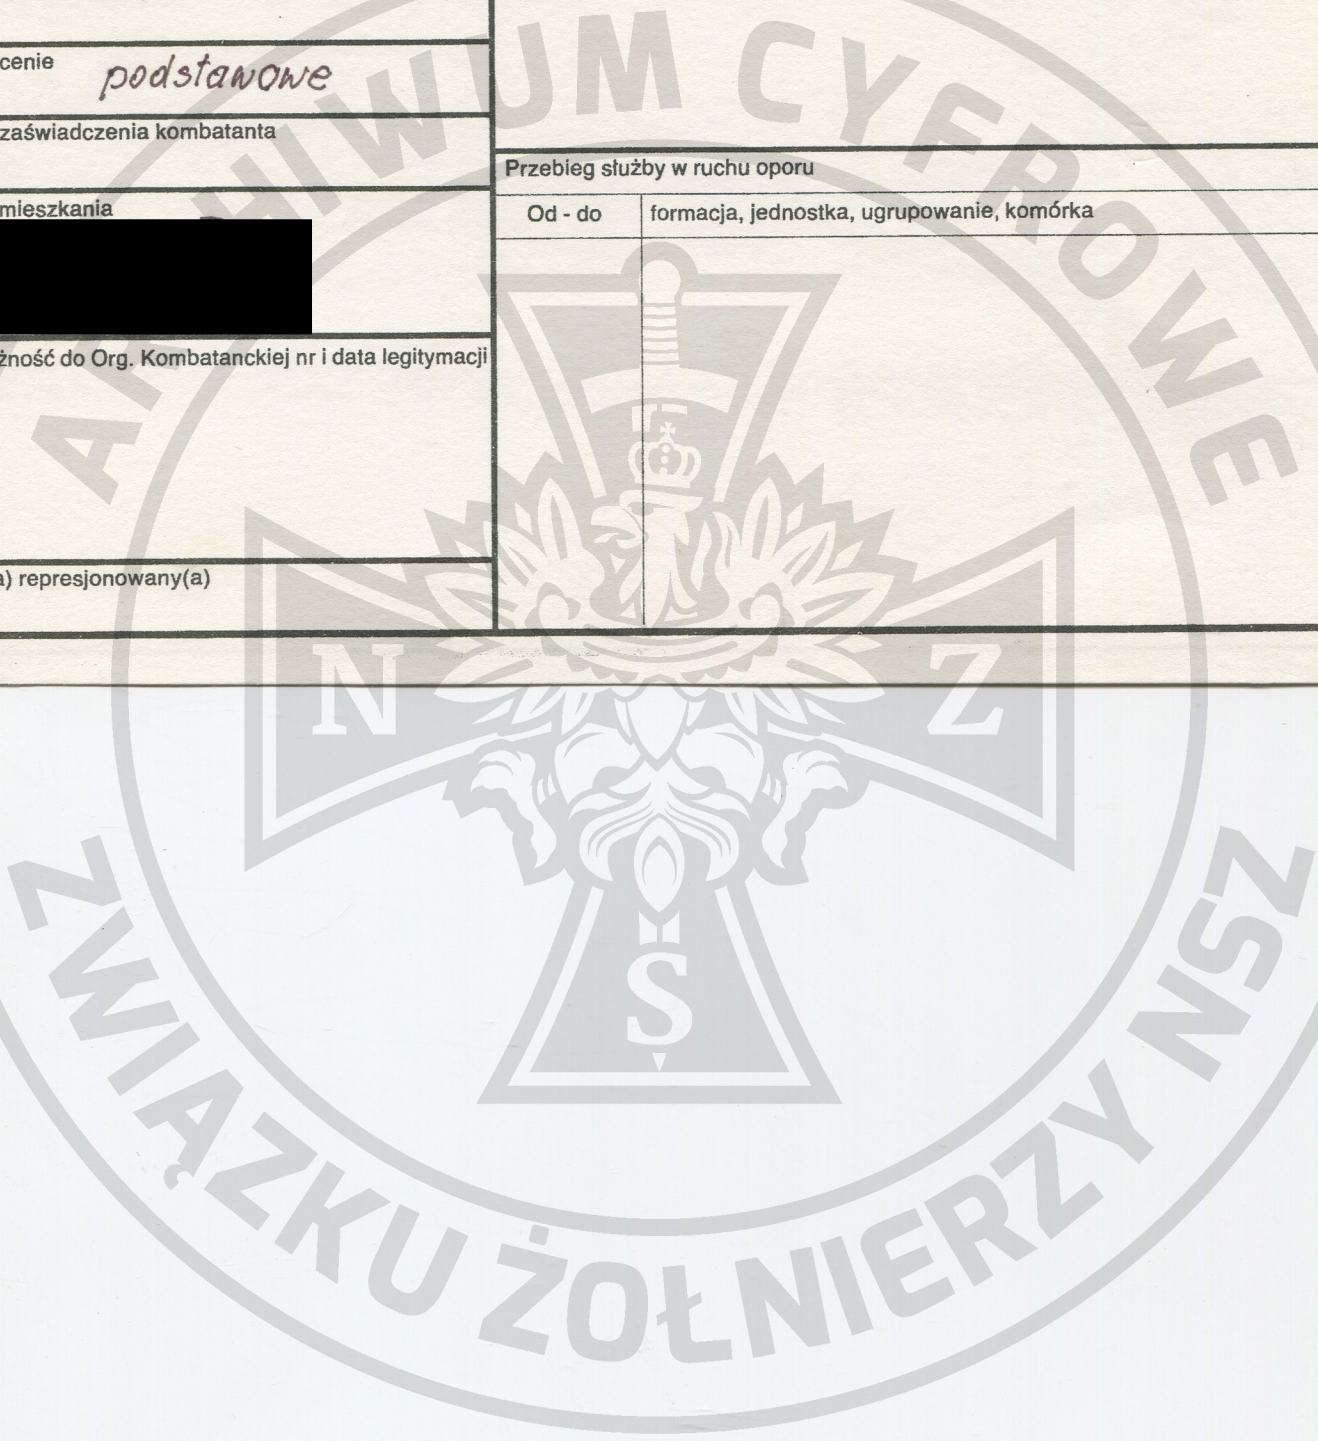 cenie podstawowe
zaświadczenia kombatanta
mieszkania
żność do Org. Kombatanckiej nr i data legitymacji
a) represjonowany(a)
Przebieg służby w ruchu oporu
Od - do formacja, jednostka, ugrupowanie, komórka
ARCHIWUM CYFROWE
N Z
S
ZWIĄZKU ŻOŁNIERZY NSZ